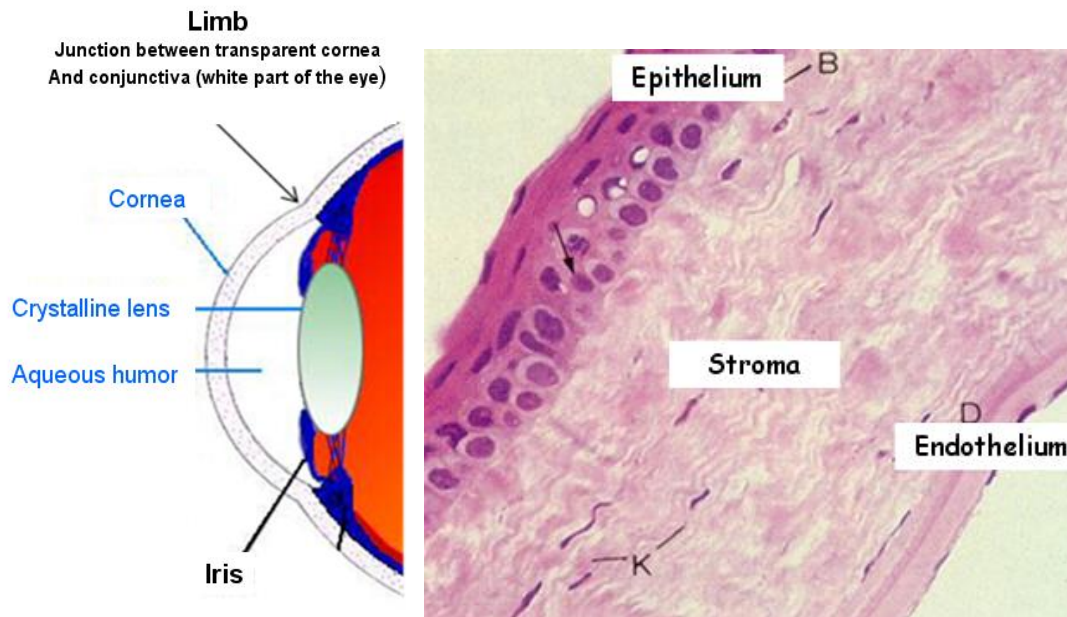 Limb
Junction between transparent cornea
And conjunctiva (white part of the eye)
Cornea
Crystalline lens
Aqueous humor
Iris
Epithelium
B
Stroma
D
Endothelium
K